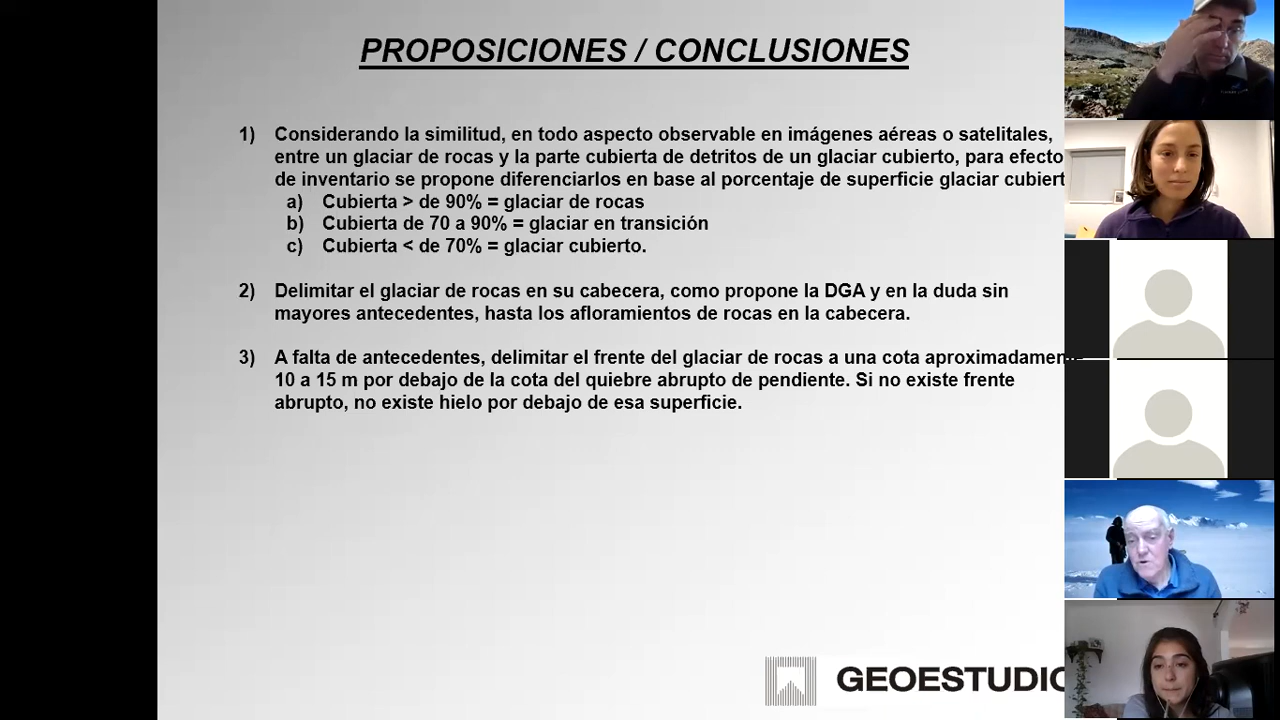 PROPOSICIONES / CONCLUSIONES
1) Considerando la similitud, en todo aspecto observable en imágenes aéreas o satelitales,
entre un glaciar de rocas y la parte cubierta de detritos de un glaciar cubierto, para efecto
de inventario se propone diferenciarlos en base al porcentaje de superficie glaciar cubiert
a) Cubierta > de 90% = glaciar de rocas
b) Cubierta de 70 a 90% = glaciar en transición
c) Cubierta < de 70% = glaciar cubierto.
2) Delimitar el glaciar de rocas en su cabecera, como propone la DGA y en la duda sin
mayores antecedentes, hasta los afloramientos de rocas en la cabecera.
3) A falta de antecedentes, delimitar el frente del glaciar de rocas a una cota aproximadamen
10 a 15 m por debajo de la cota del quiebre abrupto de pendiente. Si no existe frente
abrupto, no existe hielo por debajo de esa superficie.
GEOESTUDIO